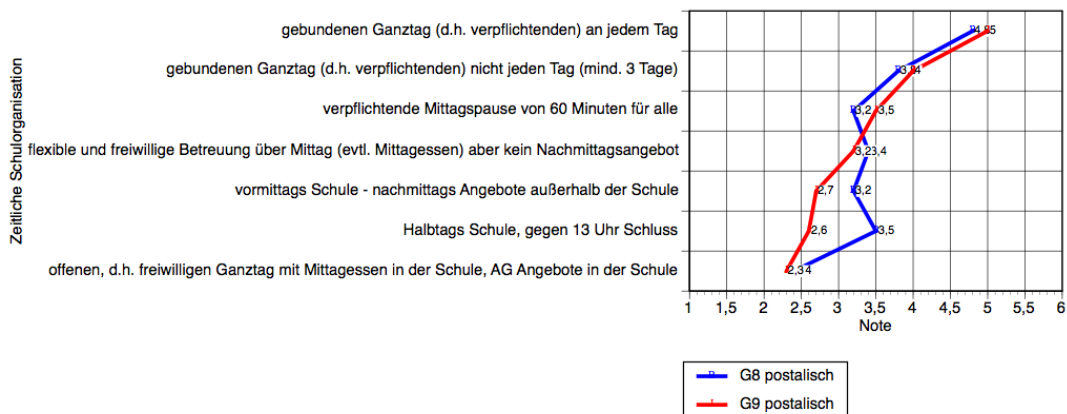 gebundenen Ganztag (d.h. verpflichtenden) an jedem Tag
gebundenen Ganztag (d.h. verpflichtenden) nicht jeden Tag (mind. 3 Tage)
verpflichtende Mittagspause von 60 Minuten für alle
3,2 3,5
flexible und freiwillige Betreuung über Mittag (evtl. Mittagessen) aber kein Nachmittagsangebot
3,2 3,4
vormittags Schule - nachmittags Angebote außerhalb der Schule
2,7 3,2
Halbtags Schule, gegen 13 Uhr Schluss
2,6 3,5
offenen, d.h. freiwilligen Ganztag mit Mittagessen in der Schule, AG Angebote in der Schule
2,3
Zeitliche Schulorganisation
1 1,5 2 2,5 3 3,5 4 4,5 5 5,5 6
Note
G8 postalisch
G9 postalisch